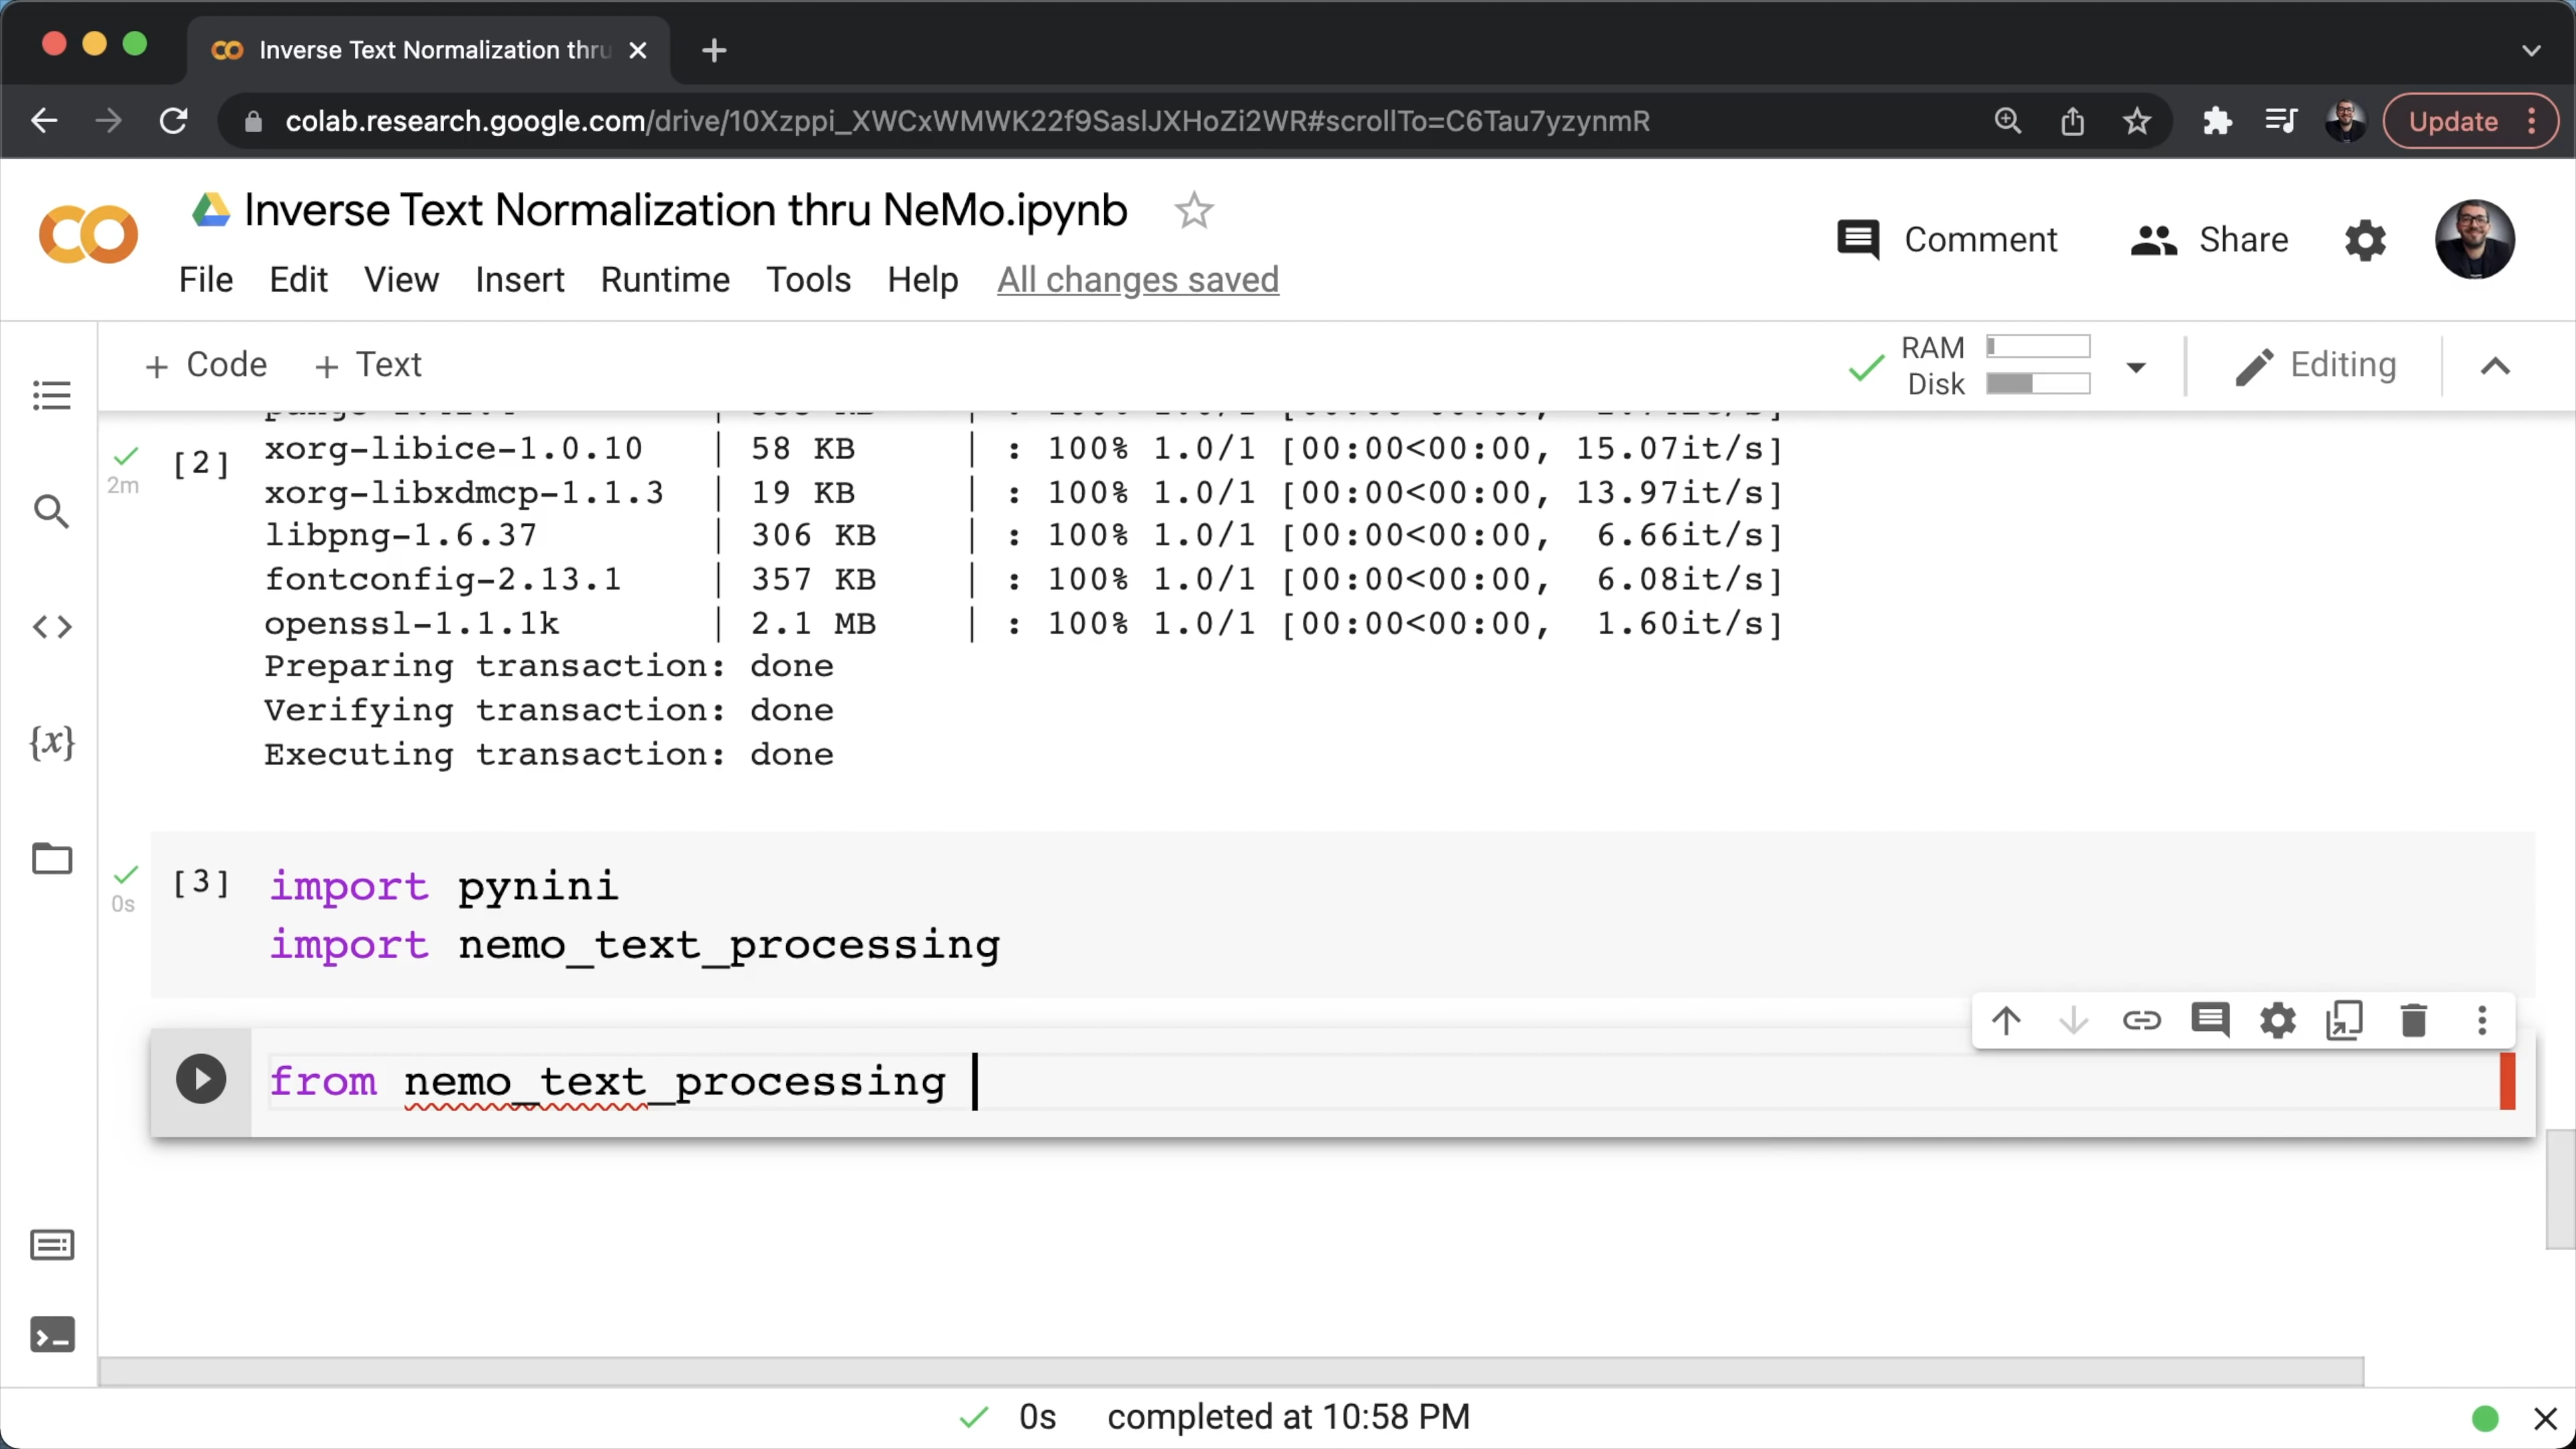 Inverse Text Normalization thru
colab.research.google.com/drive/10Xzppi_XWCxWMWK22f9SaslJXHoZi2WR#scrollTo=C6Tau7yzynmR
Update
Inverse Text Normalization thru NeMo.ipynb
Comment
Share
File Edit View Insert Runtime Tools Help All changes saved
+ Code + Text
RAM
Disk
Editing
[2]
2m
xorg-libice-1.0.10 | 58 KB | : 100% 1.0/1 [00:00<00:00, 15.07it/s]
xorg-libxdmcp-1.1.3 | 19 KB | : 100% 1.0/1 [00:00<00:00, 13.97it/s]
libpng-1.6.37 | 306 KB | : 100% 1.0/1 [00:00<00:00, 6.66it/s]
fontconfig-2.13.1 | 357 KB | : 100% 1.0/1 [00:00<00:00, 6.08it/s]
openssl-1.1.1k | 2.1 MB | : 100% 1.0/1 [00:00<00:00, 1.60it/s]
Preparing transaction: done
Verifying transaction: done
Executing transaction: done
[3] import pynini
0s
import nemo_text_processing
from nemo_text_processing
0s completed at 10:58 PM